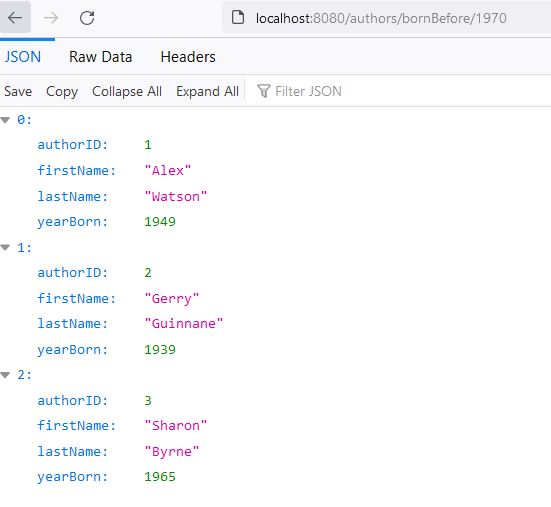 localhost:8080/authors/bornBefore/1970
JSON Raw Data Headers
Save Copy Collapse All Expand All Filter JSON
0:
authorID: 1
firstName: "Alex"
lastName: "Watson"
yearBorn: 1949
1:
authorID: 2
firstName: "Gerry"
lastName: "Guinnane"
yearBorn: 1939
2:
authorID: 3
firstName: "Sharon"
lastName: "Byrne"
yearBorn: 1965